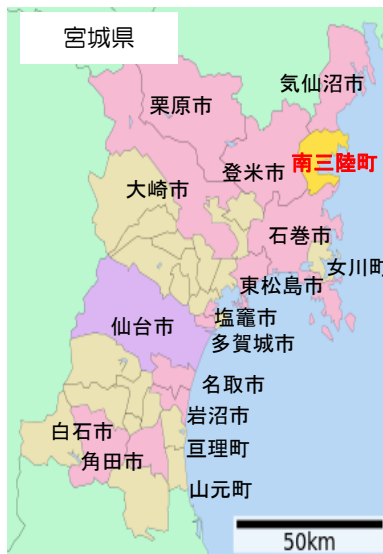 宮城県
気仙沼市
栗原市
登米市
南三陸町
大崎市
石巻市
女川町
東松島市
塩竈市
仙台市
多賀城市
名取市
岩沼市
白石市
亘理町
角田市
山元町
50km